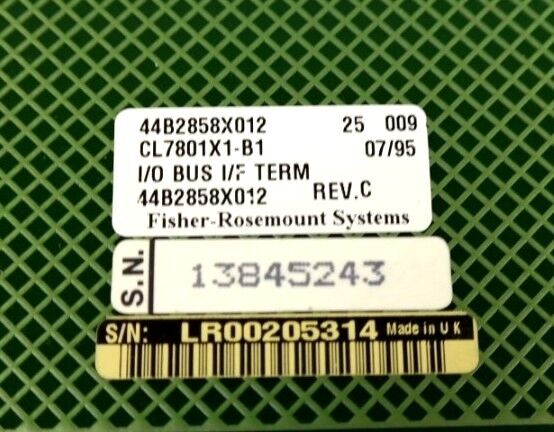 44B2858X012 25 009
CL7801X1-B1 07/95
I/O BUS I/F TERM
44B2858X012 REV.C
Fisher-Rosemount Systems
S.N. 13845243
S/N: LR00205314 Made in U K